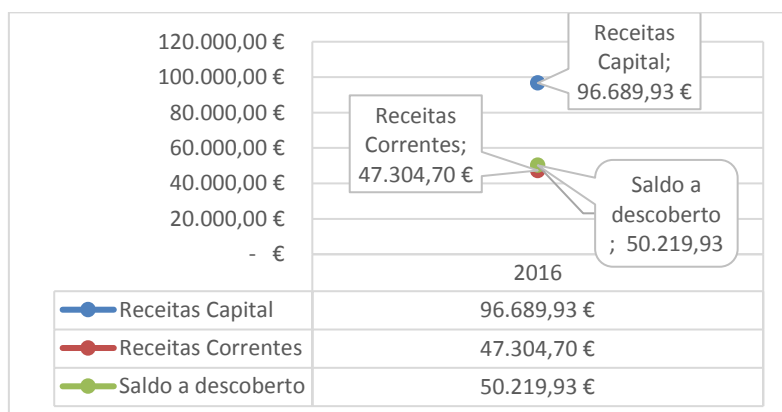 120.000,00 €
100.000,00 €
80.000,00 €
60.000,00 €
40.000,00 €
20.000,00 €
- €
Receitas
Capital;
96.689,93 €
Receitas
Correntes;
47.304,70 €
Saldo a
descoberto
; 50.219,93
2016
Receitas Capital 96.689,93 €
Receitas Correntes 47.304,70 €
Saldo a descoberto 50.219,93 €